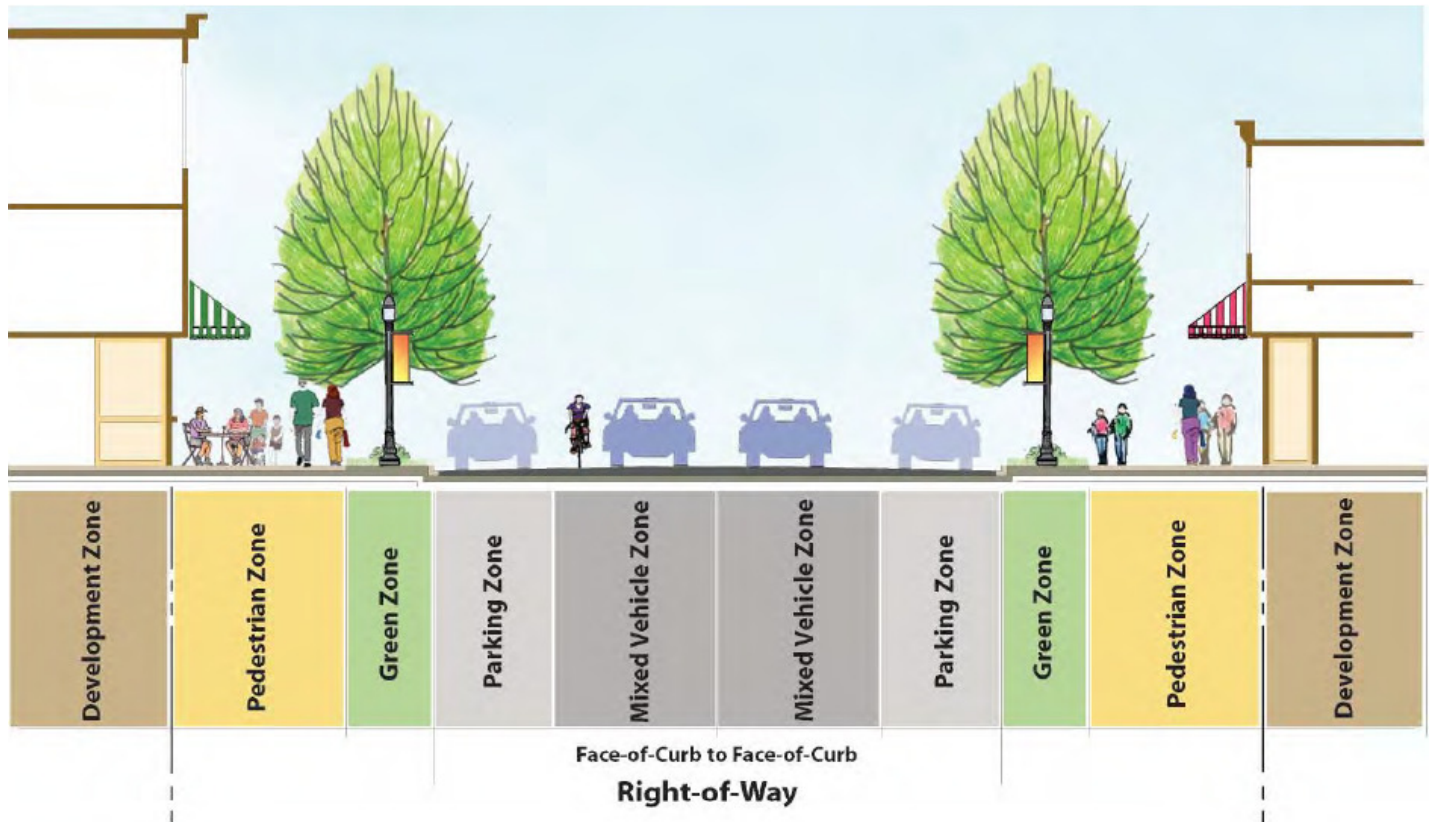 Development Zone
Pedestrian Zone
Green Zone
Parking Zone
Mixed Vehicle Zone
Mixed Vehicle Zone
Parking Zone
Green Zone
Pedestrian Zone
Development Zone
Face-of-Curb to Face-of-Curb
Right-of-Way